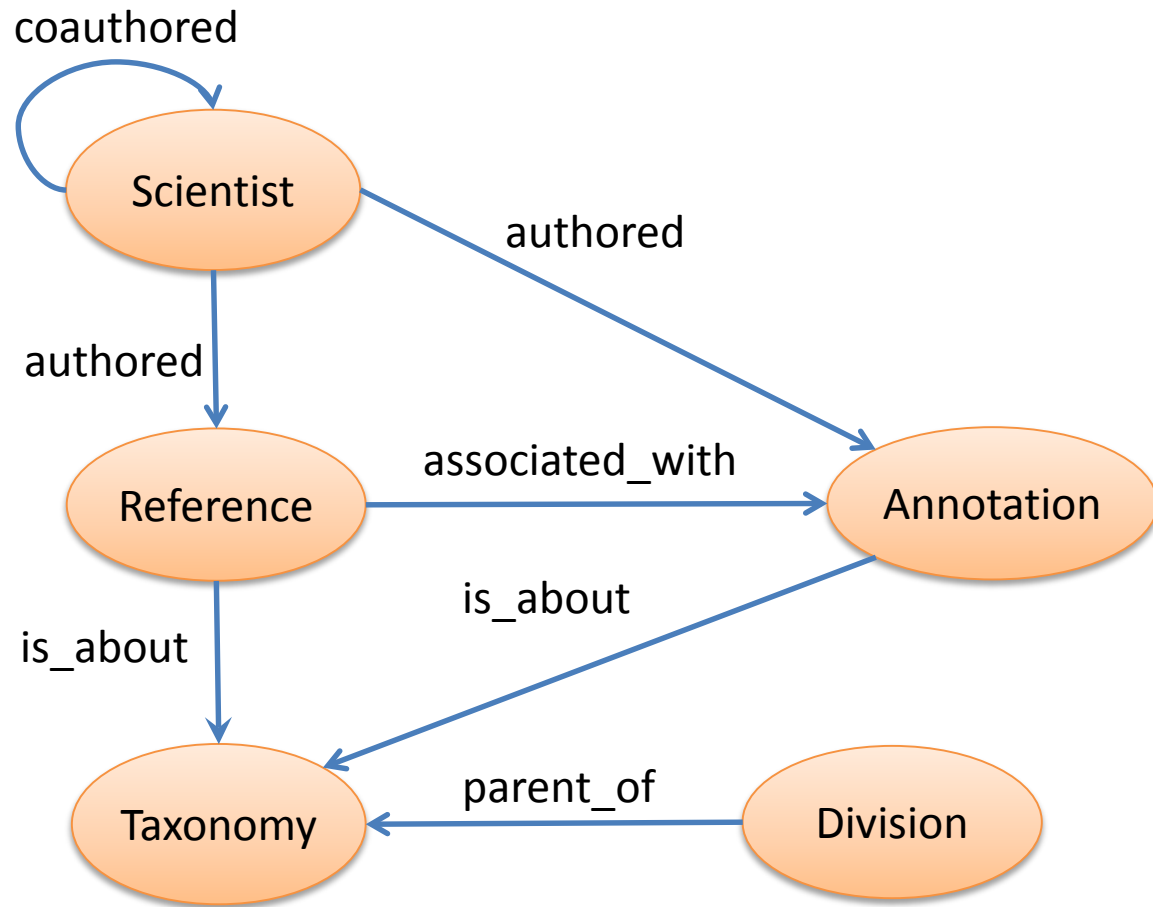 coauthored
Scientist
authored
authored
associated_with
Reference
Annotation
is_about
is_about
parent_of
Taxonomy
Division